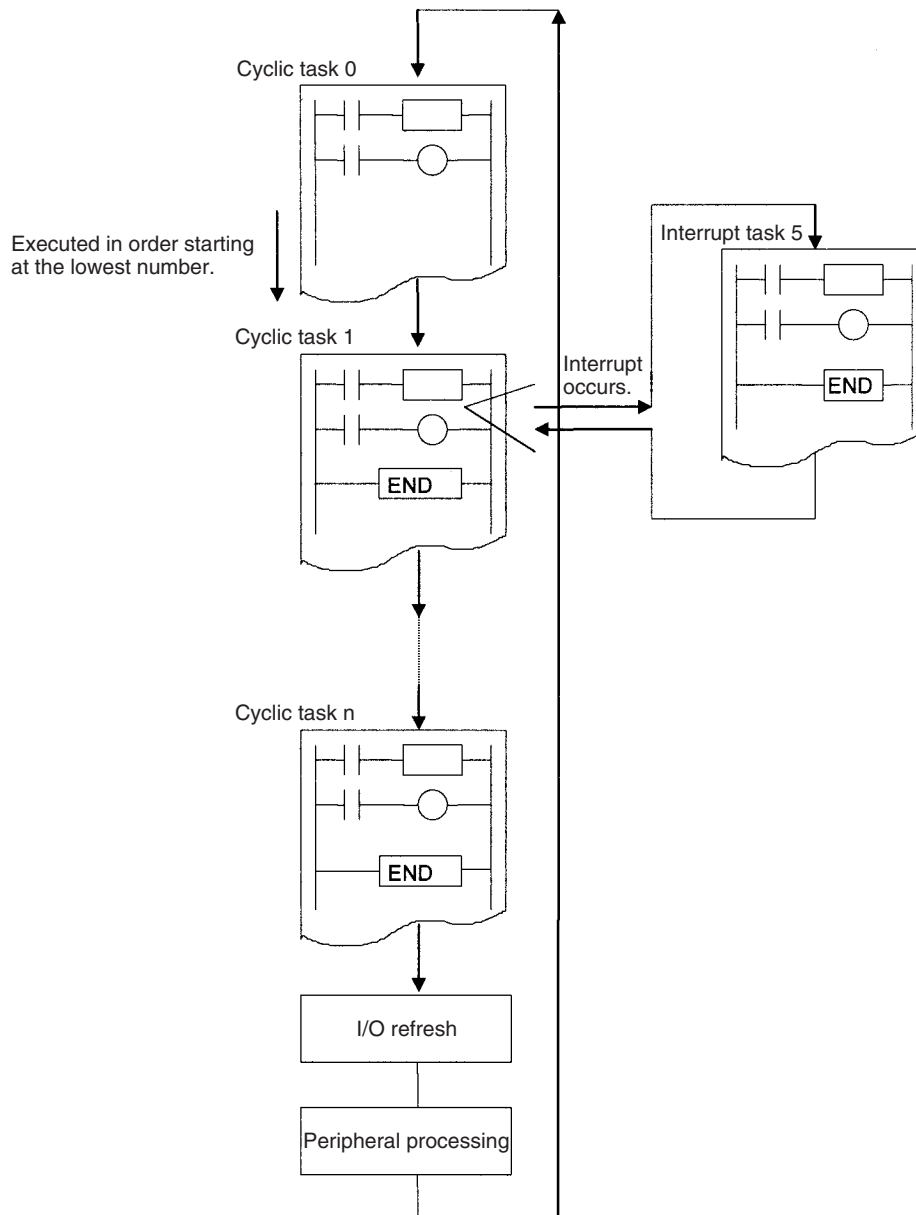 Cyclic task 0
Executed in order starting
at the lowest number.
Interrupt task 5
Cyclic task 1
Interrupt
occurs.
END
END
Cyclic task n
END
I/O refresh
Peripheral processing